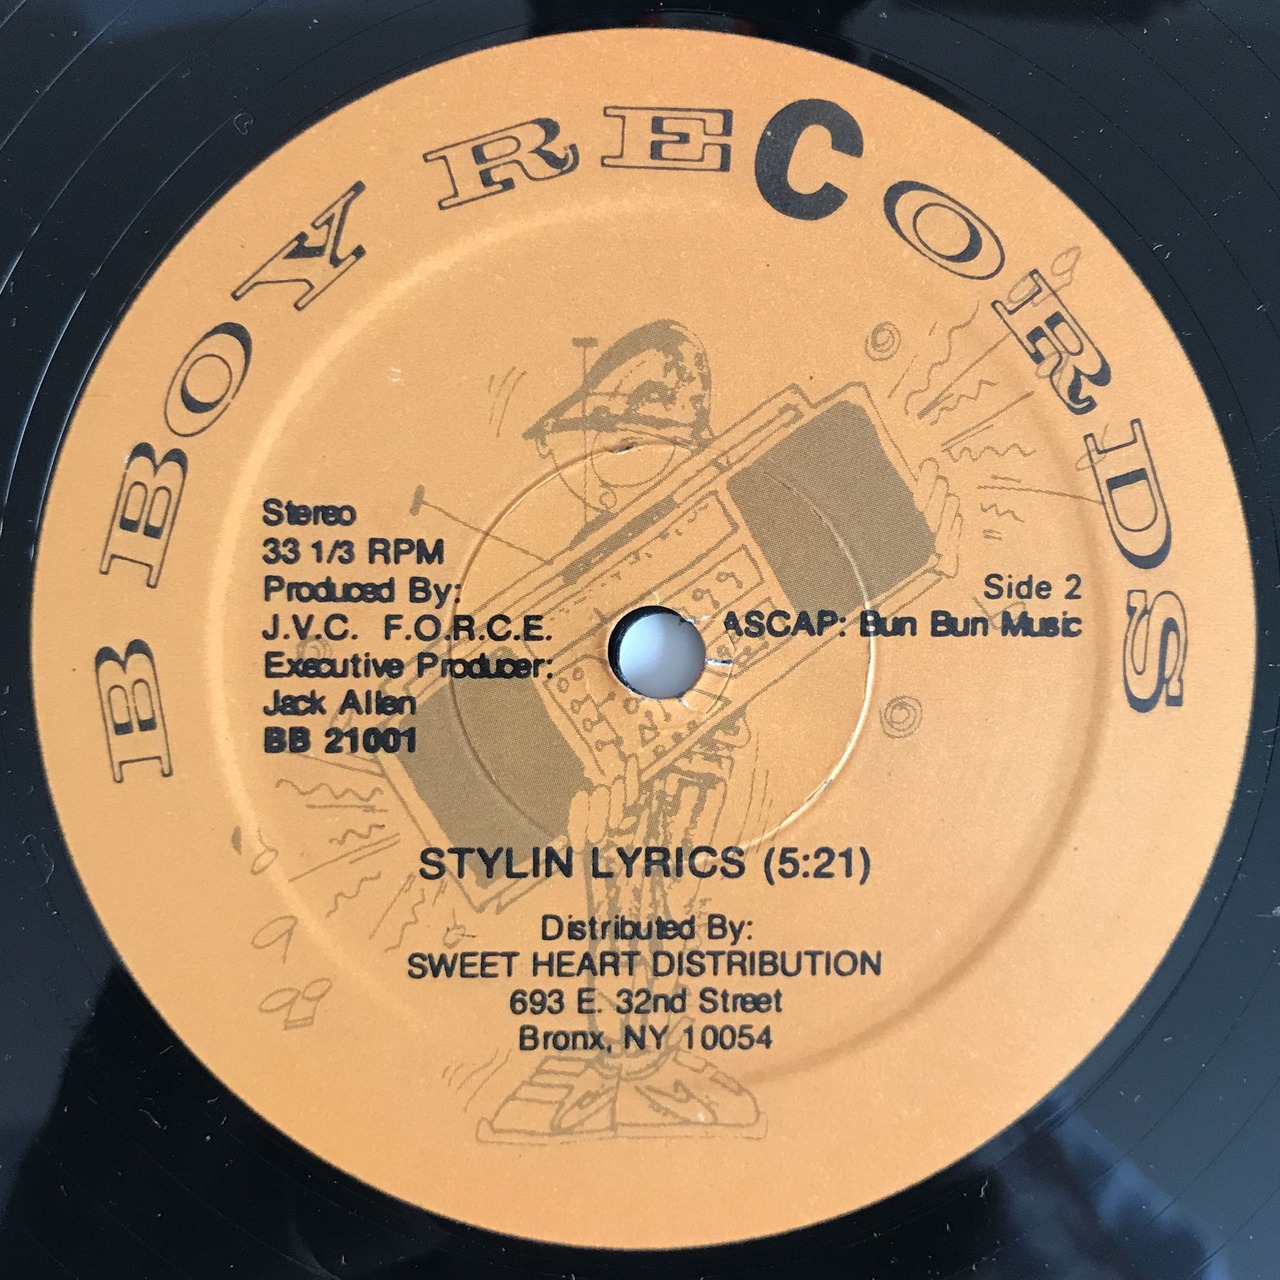 B BOY RECORDS
Stereo
33 1/3 RPM
Produced By:
J.V.C. F.O.R.C.E.
Executive Producer:
Jack Allen
BB 21001
Side 2
ASCAP: Bun Bun Music
STYLIN LYRICS (5:21)
Distributed By:
SWEET HEART DISTRIBUTION
693 E. 32nd Street
Bronx, NY 10054